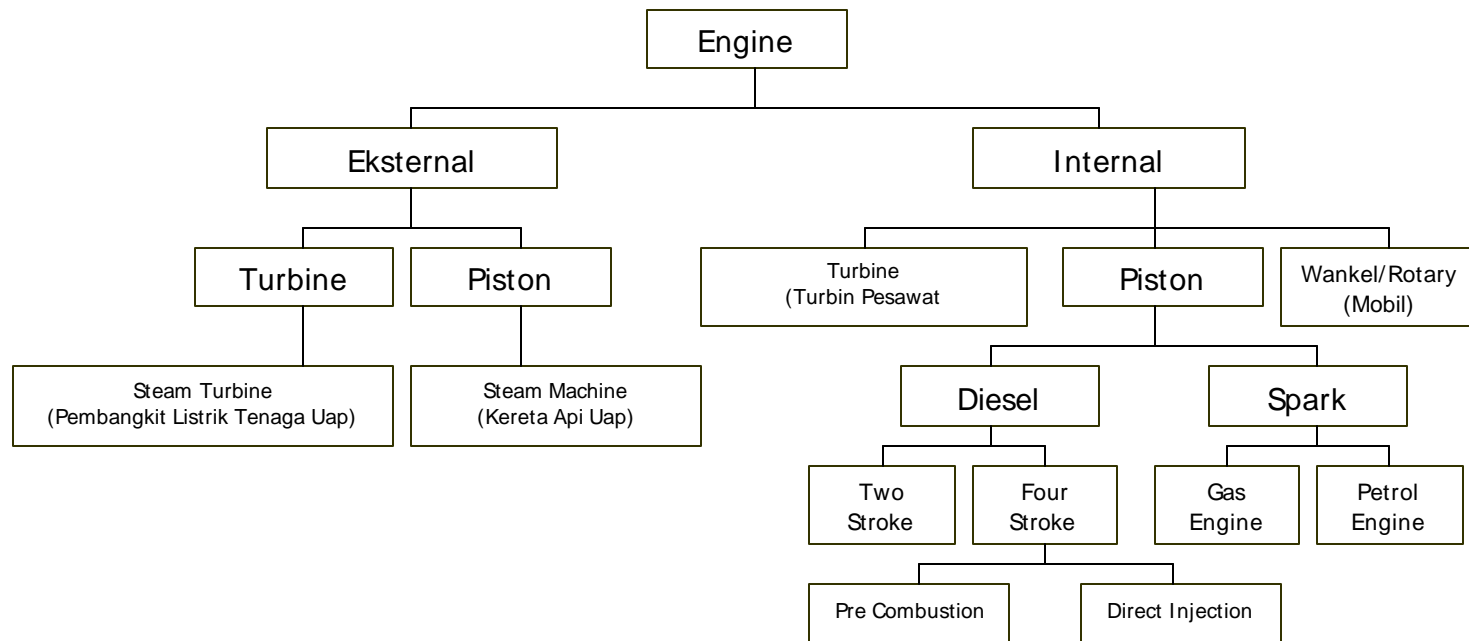 Engine
Eksternal
Internal
Turbine
Piston
Turbine
(Turbin Pesawat
Piston
Wankel/Rotary
(Mobil)
Steam Turbine
(Pembangkit Listrik Tenaga Uap)
Steam Machine
(Kereta Api Uap)
Diesel
Spark
Two
Stroke
Four
Stroke
Gas
Engine
Petrol
Engine
Pre Combustion
Direct Injection